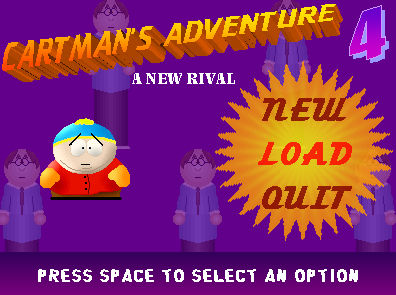 CARTMAN'S ADVENTURE 4
A NEW RIVAL
NEW
LOAD
QUIT
PRESS SPACE TO SELECT AN OPTION